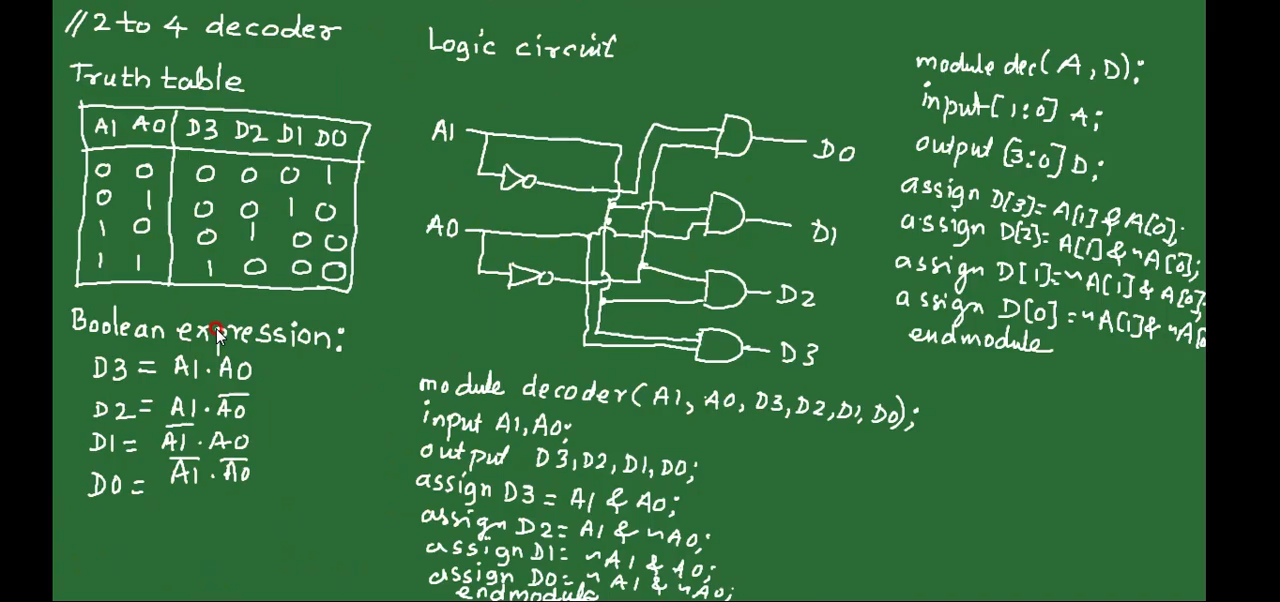 //2 to 4 decoder
Truth table
A1 A0 D3 D2 D1 D0
0 0 0 0 0 1
0 1 0 0 1 0
1 0 0 1 0 0
1 1 1 0 0 0
Boolean expression:
D3 = A1 . A0
D2 = A1 . A̅0̅
D1 = A̅1̅ . A0
D0 = A̅1̅ . A̅0̅
Logic circuit
A1
A0
D0
D1
D2
D3
module decoder(A1, A0, D3, D2, D1, D0);
input A1, A0;
output D3, D2, D1, D0;
assign D3 = A1 & A0;
assign D2 = A1 & ~A0;
assign D1 = ~A1 & A0;
assign D0 = ~A1 & ~A0;
endmodule
module dec(A, D);
input [1:0] A;
output [3:0] D;
assign D[3] = A[1] & A[0];
assign D[2] = A[1] & ~A[0];
assign D[1] = ~A[1] & A[0];
assign D[0] = ~A[1] & ~A[0
endmodule